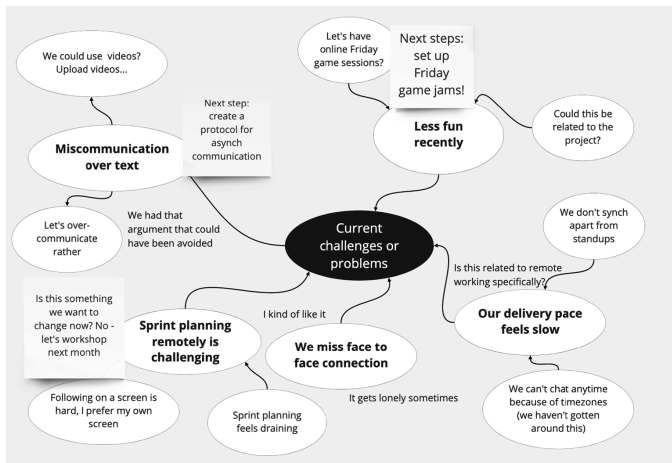 We could use  videos?
Upload videos...
Next step:
create a
protocol for
asynch
communication
Miscommunication
over text
Let's over-
communicate
rather
We had that
argument that could
have been avoided
Let's have
online Friday
game sessions?
Next steps:
set up
Friday
game jams!
Less fun
recently
Could this be
related to the
project?
Current
challenges or
problems
We don't synch
apart from
standups
Is this related to remote
working specifically?
Our delivery pace
feels slow
We can't chat anytime
because of timezones
(we haven't gotten
around this)
Is this something
we want to
change now? No -
let's workshop
next month
Sprint planning
remotely is
challenging
Following on a screen is
hard, I prefer my own
screen
Sprint planning
feels draining
I kind of like it
We miss face to
face connection
It gets lonely sometimes